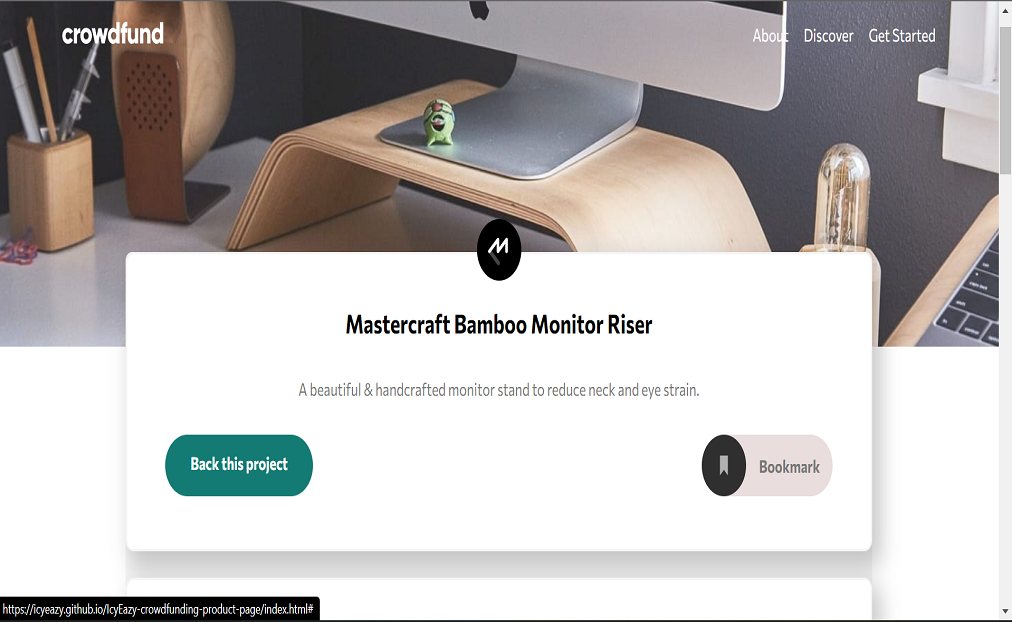 crowdfund
About
Discover
Get Started
Mastercraft Bamboo Monitor Riser
A beautiful & handcrafted monitor stand to reduce neck and eye strain.
Back this project
Bookmark
https://icyeazy.github.io/IcyEazy-crowdfunding-product-page/index.html#